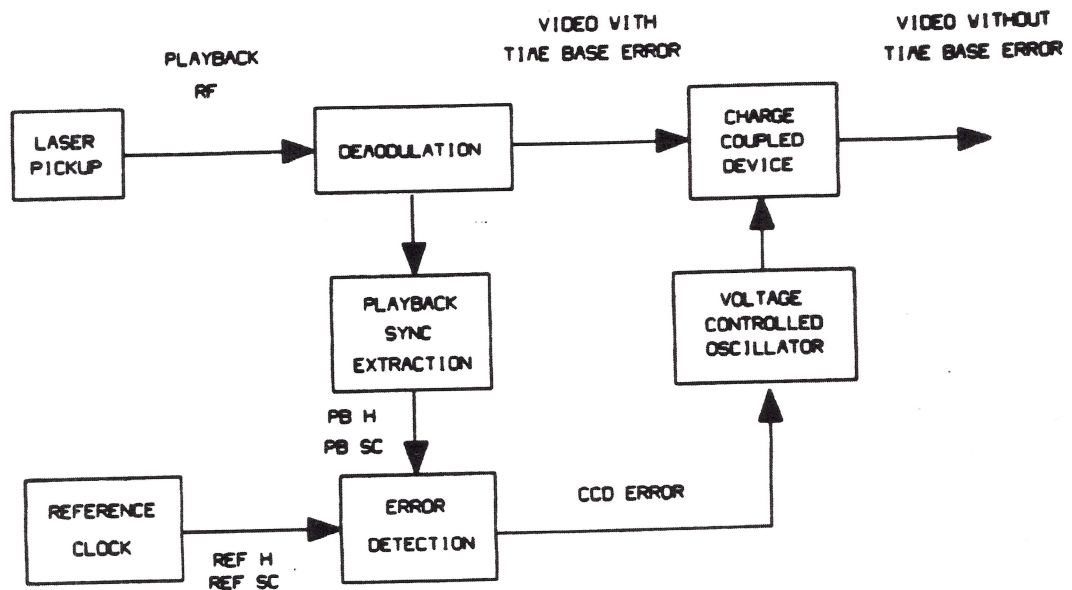 VIDEO WITH
TIME BASE ERROR
VIDEO WITHOUT
TIME BASE ERROR
PLAYBACK
RF
LASER
PICKUP
DEMODULATION
CHARGE
COUPLED
DEVICE
PLAYBACK
SYNC
EXTRACTION
VOLTAGE
CONTROLLED
OSCILLATOR
PB H
PB SC
REFERENCE
CLOCK
REF H
REF SC
ERROR
DETECTION
CCD ERROR